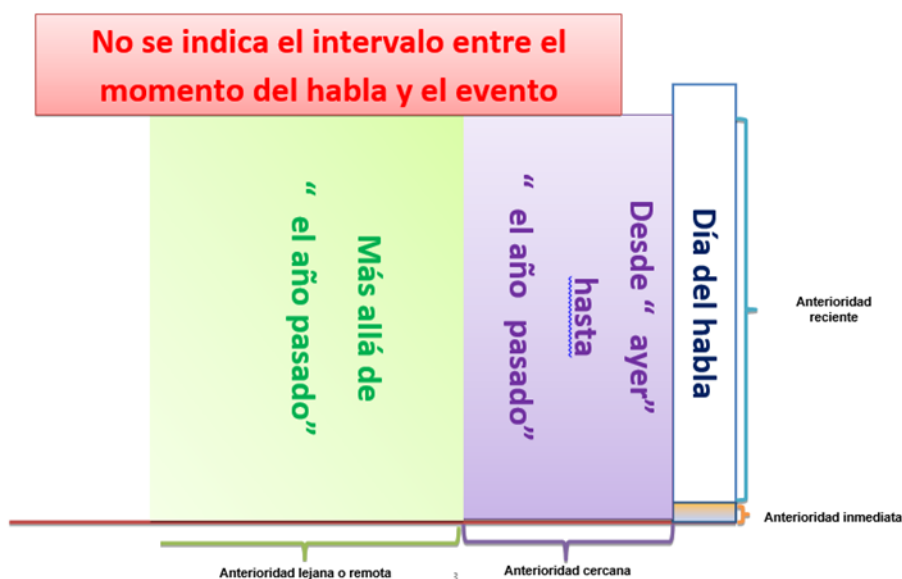 No se indica el intervalo entre el
momento del habla y el evento
Más allá de
“ el año pasado”
Desde “ ayer”
hasta
“ el año pasado”
Día del habla
Anterioridad
reciente
Anterioridad inmediata
Anterioridad lejana o remota
Anterioridad cercana